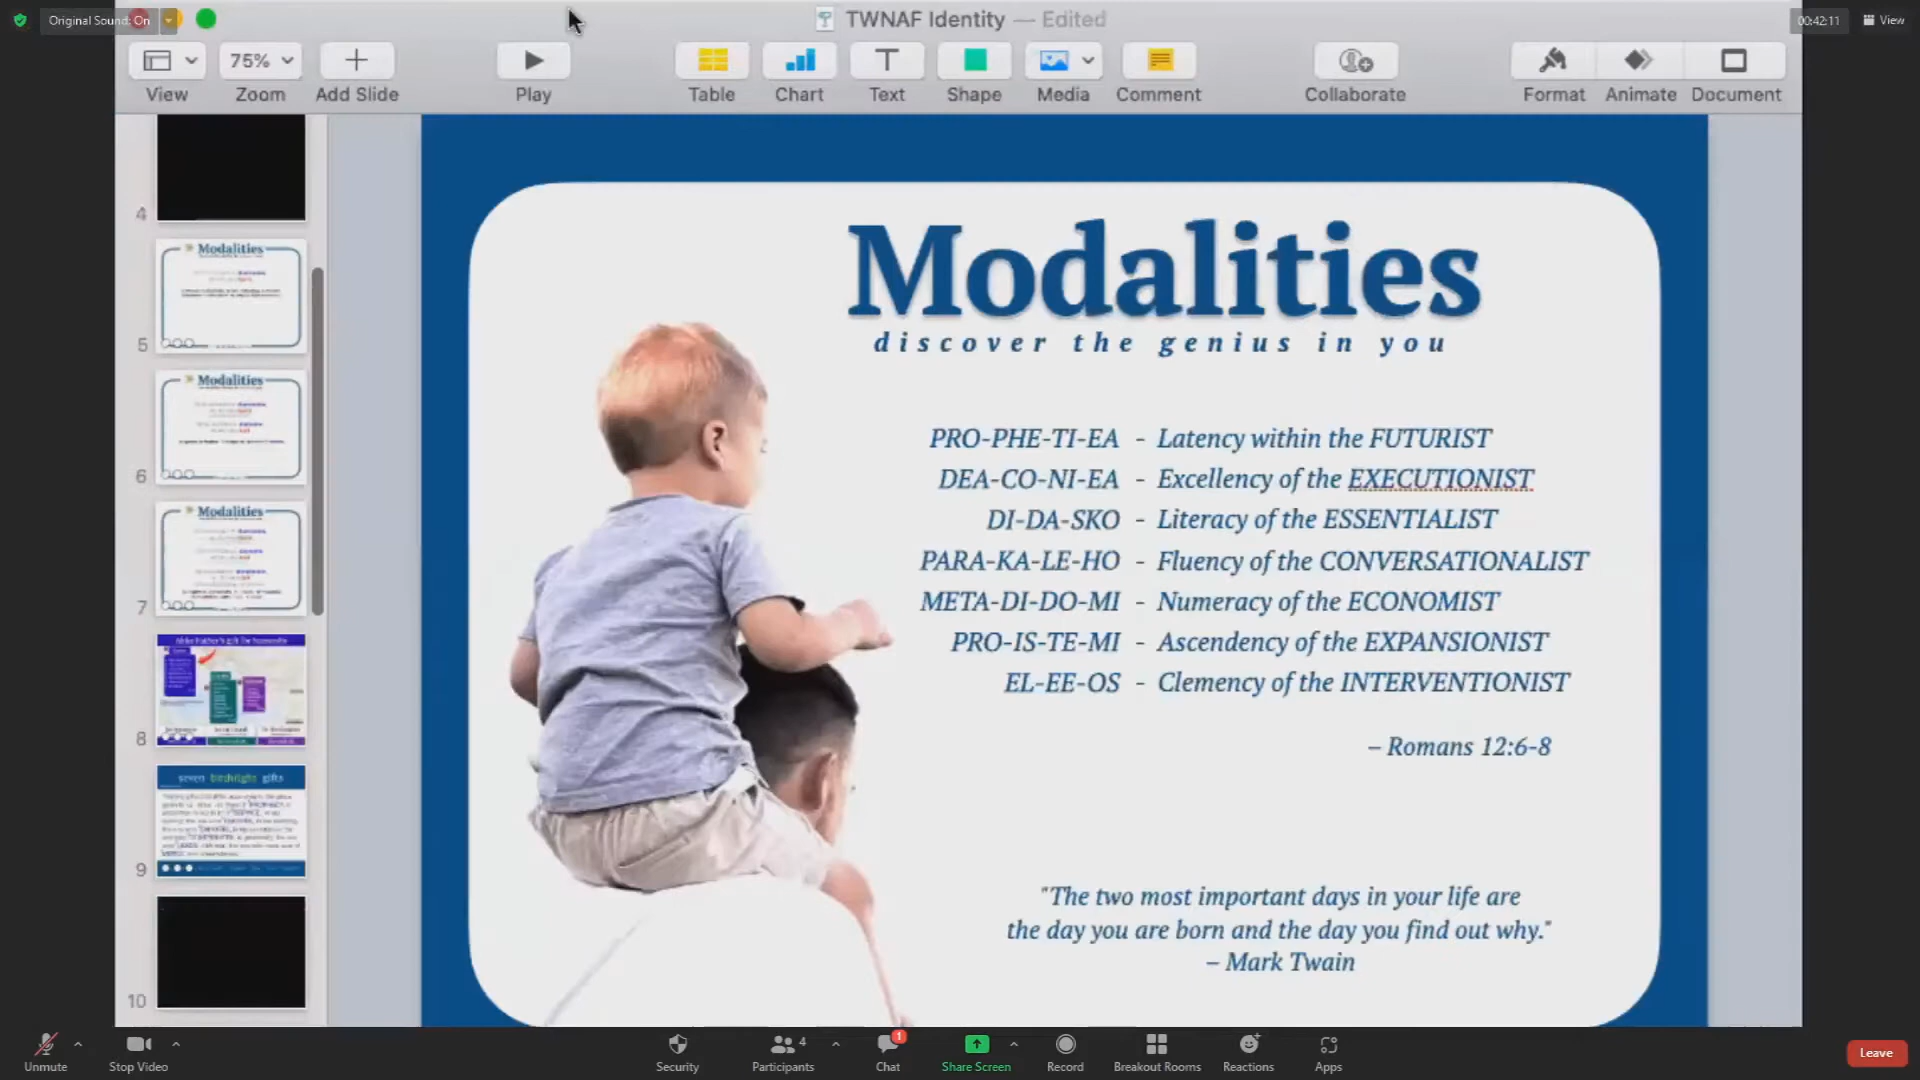 Original Sound: On
TWNAF Identity — Edited
00:42:11
View
75%
View
Zoom
Add Slide
Play
Table
Chart
Text
Shape
Media
Comment
Collaborate
Format
Animate
Document
4
Modalities
5
Modalities
6
Modalities
7
8
seven birthright gifts
9
10
Modalities
discover the genius in you
PRO-PHE-TI-EA - Latency within the FUTURIST
DEA-CO-NI-EA - Excellency of the EXECUTIONIST
DI-DA-SKO - Literacy of the ESSENTIALIST
PARA-KA-LE-HO - Fluency of the CONVERSATIONALIST
META-DI-DO-MI - Numeracy of the ECONOMIST
PRO-IS-TE-MI - Ascendency of the EXPANSIONIST
EL-EE-OS - Clemency of the INTERVENTIONIST
– Romans 12:6-8
"The two most important days in your life are
the day you are born and the day you find out why."
– Mark Twain
Unmute
Stop Video
Security
4
Participants
1
Chat
Share Screen
Record
Breakout Rooms
Reactions
Apps
Leave